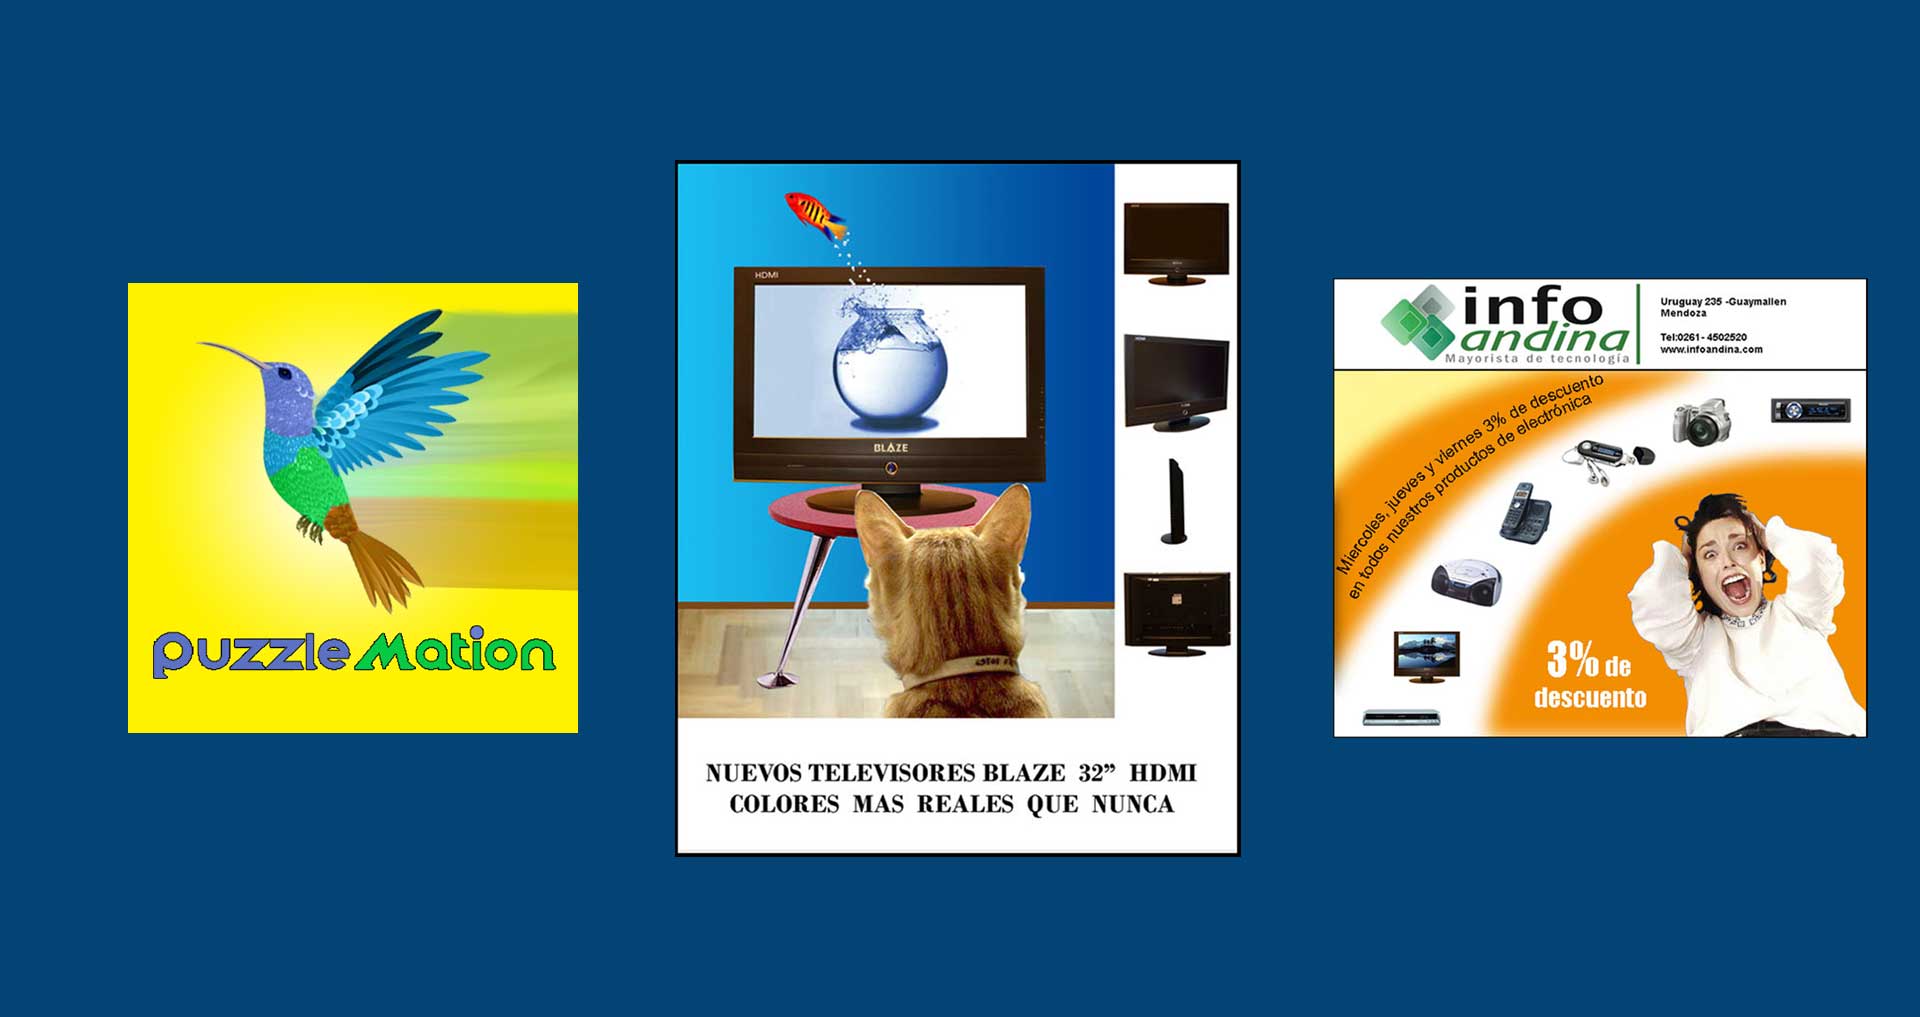 Puzzle Mation
HDMI
BLAZE
NUEVOS TELEVISORES BLAZE 32” HDMI
COLORES MAS REALES QUE NUNCA
info
andina
Mayorista de tecnología
Uruguay 235 -Guaymallen
Mendoza
Tel:0261- 4502520
www.infoandina.com
Miercoles, jueves y viernes 3% de descuento
en todos nuestros productos de electrónica
3% de
descuento